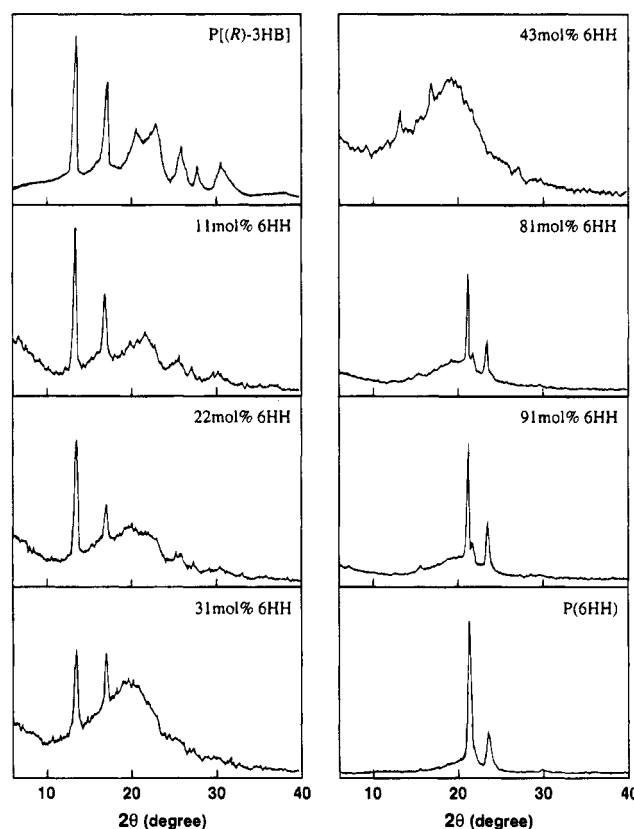 P[(R)-3HB]
11mol% 6HH
22mol% 6HH
31mol% 6HH
10 20 30 40
2θ (degree)
43mol% 6HH
81mol% 6HH
91mol% 6HH
P(6HH)
10 20 30 40
2θ (degree)